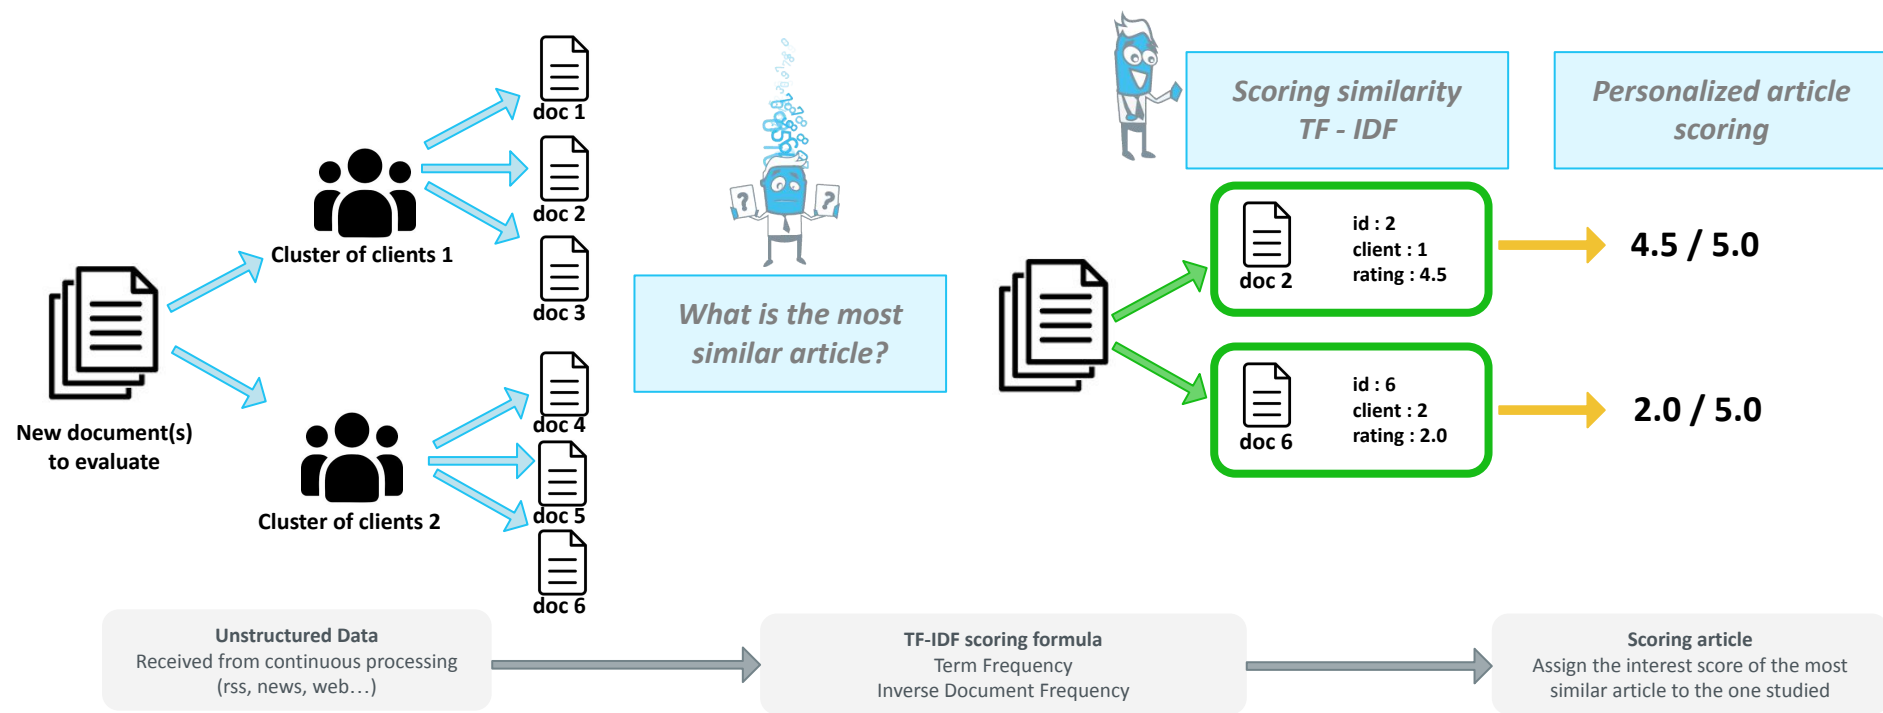 doc 1
doc 2
doc 3
Cluster of clients 1
New document(s)
to evaluate
doc 4
doc 5
doc 6
Cluster of clients 2
? ?
What is the most
similar article?
Scoring similarity
TF - IDF
Personalized article
scoring
doc 2
id : 2
client : 1
rating : 4.5
4.5 / 5.0
doc 6
id : 6
client : 2
rating : 2.0
2.0 / 5.0
Unstructured Data
Received from continuous processing
(rss, news, web…)
TF-IDF scoring formula
Term Frequency
Inverse Document Frequency
Scoring article
Assign the interest score of the most
similar article to the one studied